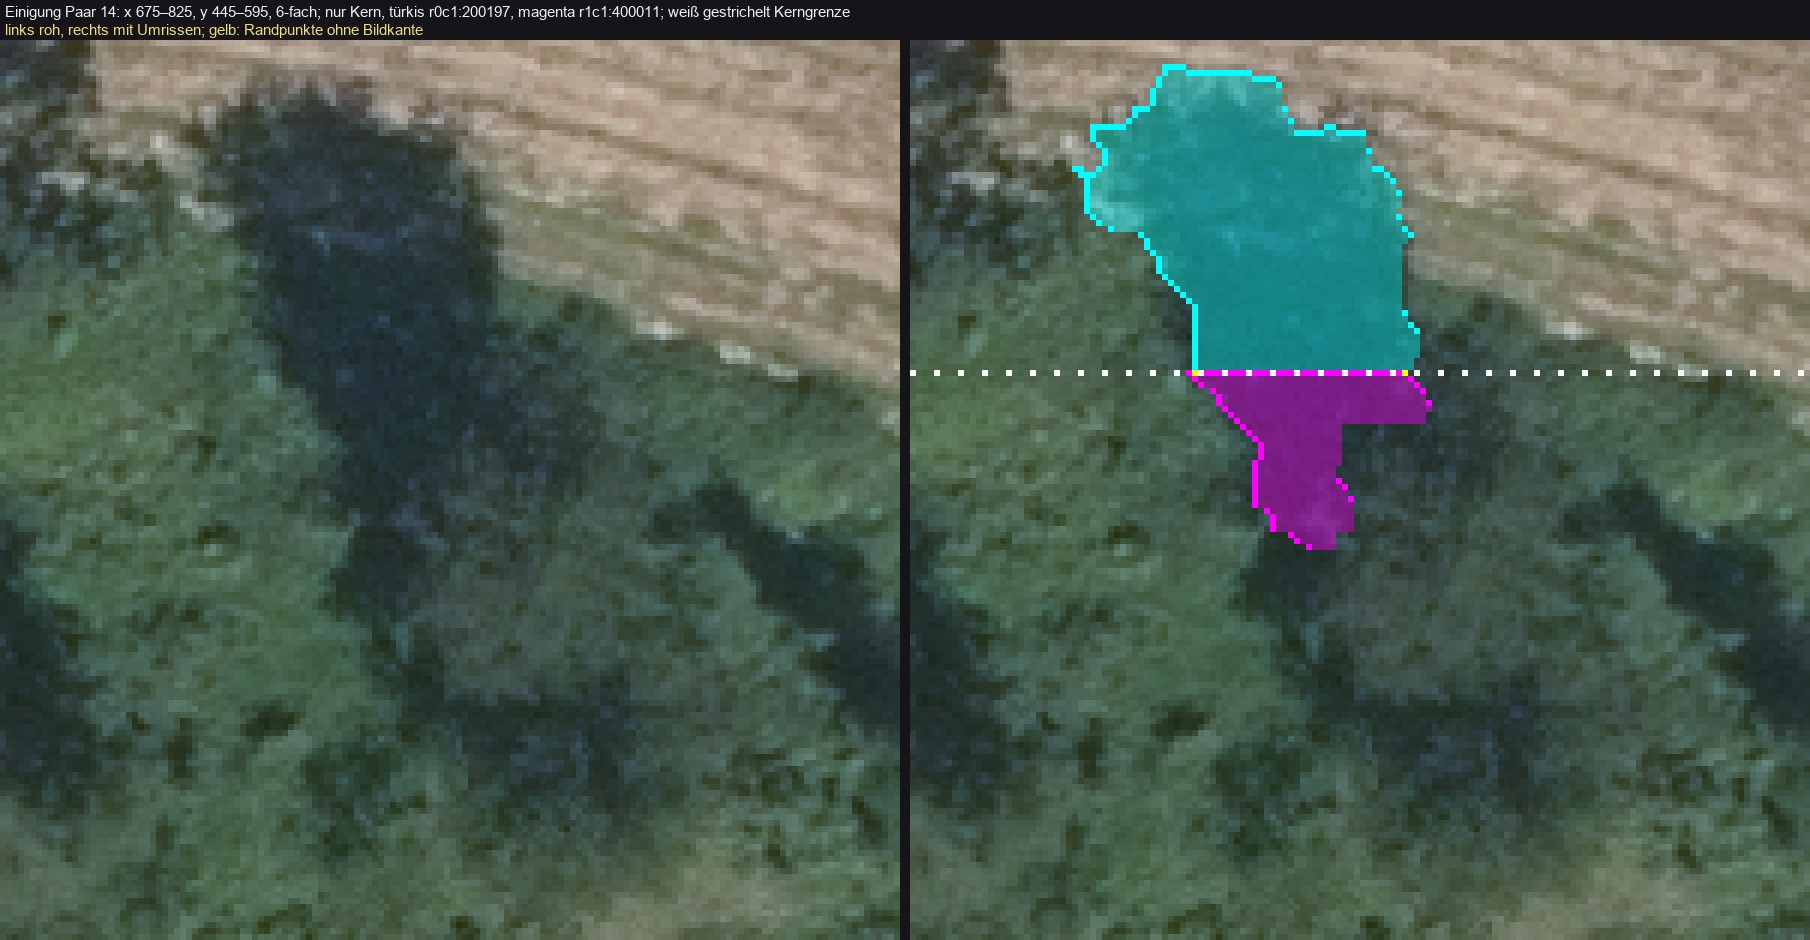 Einigung Paar 14: x 675–825, y 445–595, 6-fach; nur Kern, türkis r0c1:200197, magenta r1c1:400011; weiß gestrichelt Kerngrenze
links roh, rechts mit Umrissen; gelb: Randpunkte ohne Bildkante